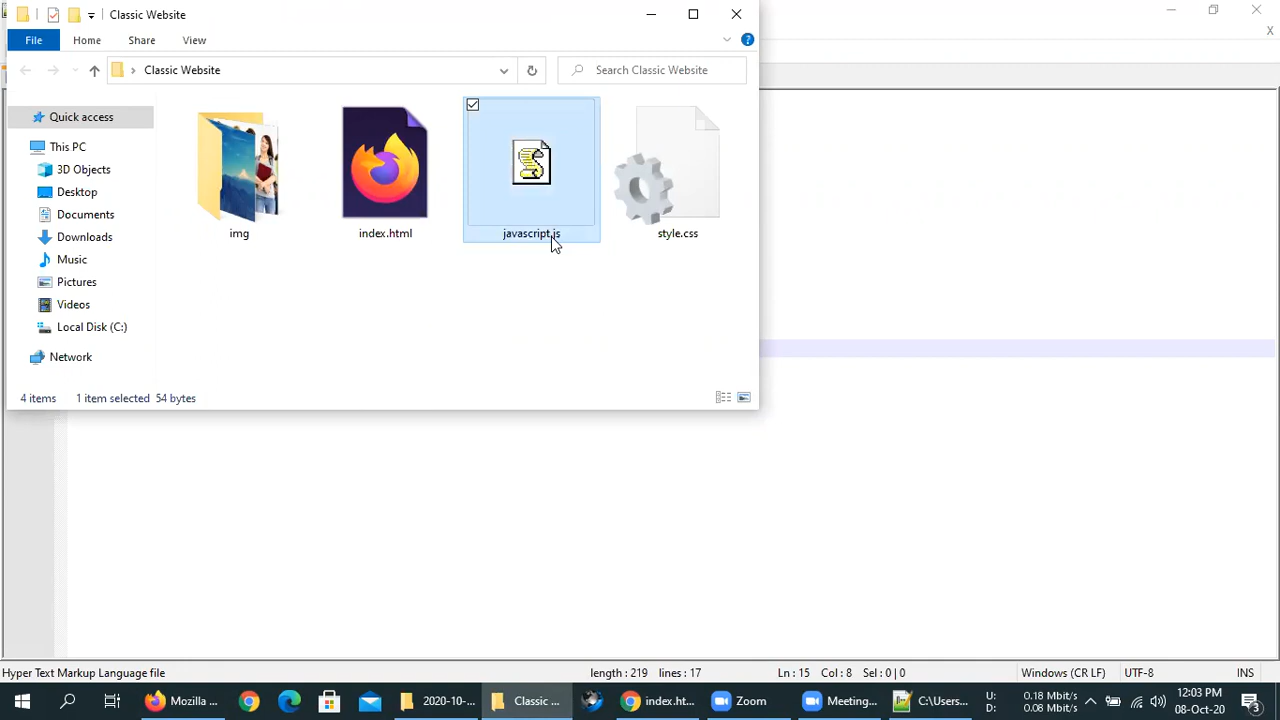 Classic Website
File
Home
Share
View
Classic Website
Search Classic Website
Quick access
This PC
3D Objects
Desktop
Documents
Downloads
Music
Pictures
Videos
Local Disk (C:)
Network
img
index.html
javascript.js
style.css
4 items
1 item selected 54 bytes
X
Hyper Text Markup Language file
length : 219 lines : 17
Ln : 15 Col : 8 Sel : 0 | 0
Windows (CR LF)
UTF-8
INS
Mozilla ...
2020-10-...
Classic ...
index.ht...
Zoom
Meeting...
C:\Users...
U: 0.18 Mbit/s
D: 0.08 Mbit/s
12:03 PM
08-Oct-20
3